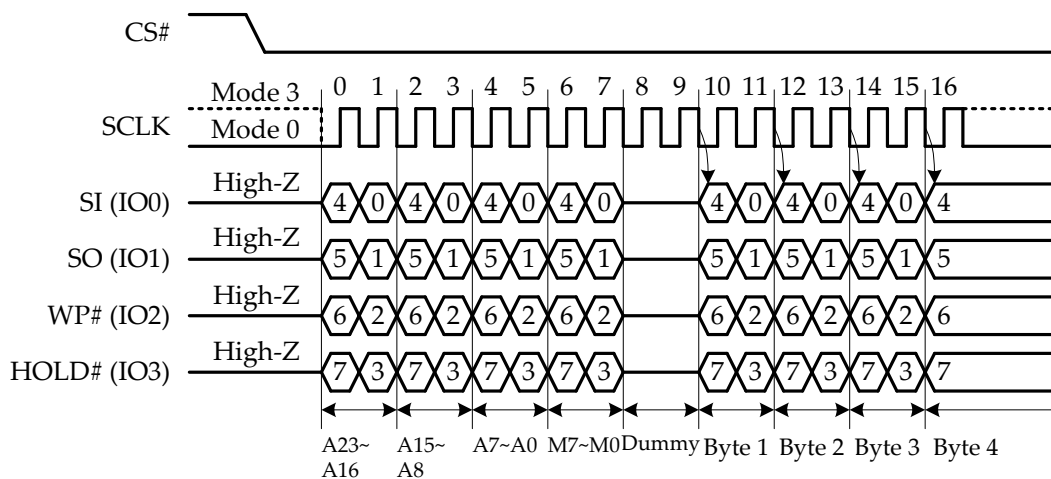 CS#
0 1 2 3 4 5 6 7 8 9 10 11 12 13 14 15 16
Mode 3
SCLK Mode 0
High-Z
SI (IO0) 4 0 4 0 4 0 4 0 4 0 4 0 4 0 4
High-Z
SO (IO1) 5 1 5 1 5 1 5 1 5 1 5 1 5 1 5
High-Z
WP# (IO2) 6 2 6 2 6 2 6 2 6 2 6 2 6 2 6
High-Z
HOLD# (IO3) 7 3 7 3 7 3 7 3 7 3 7 3 7 3 7
A23~ A15~ A7~A0 M7~M0 Dummy Byte 1 Byte 2 Byte 3 Byte 4
A16 A8